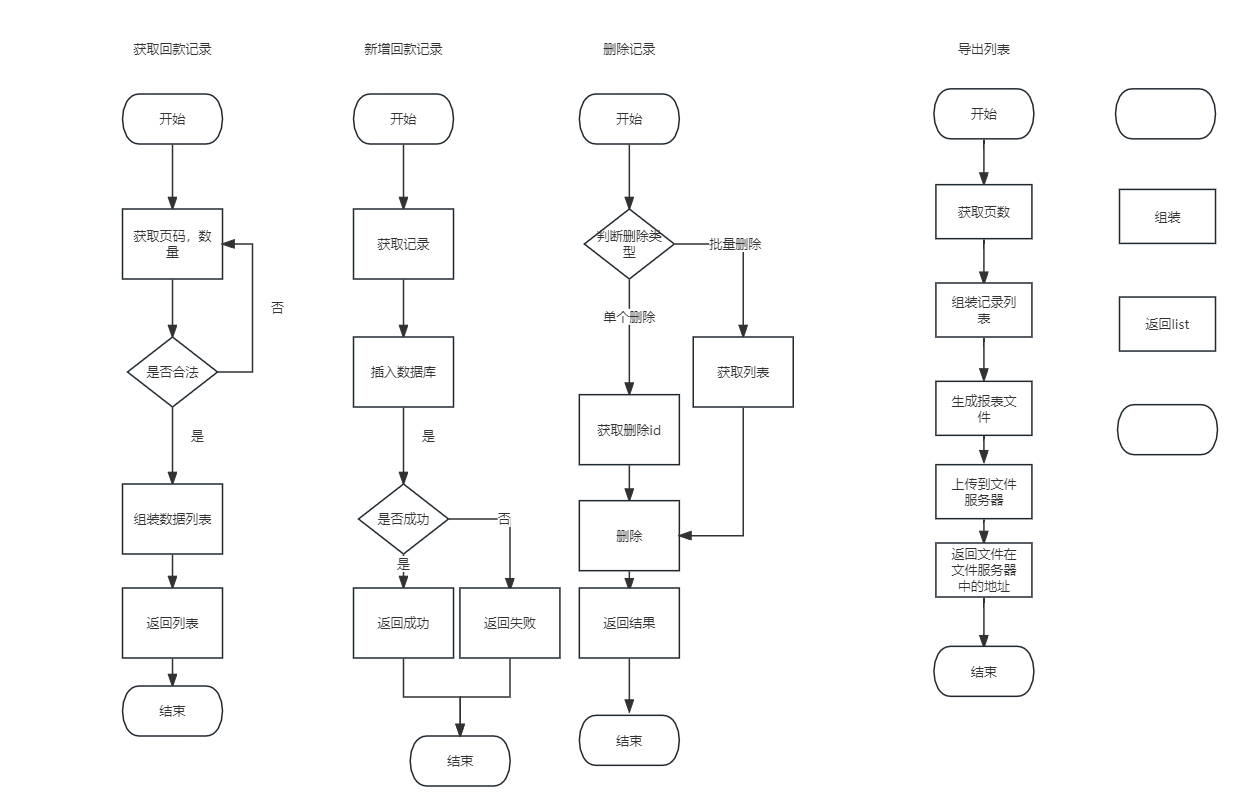 获取回款记录
开始
获取页码，数
量
否
是否合法
是
组装数据列表
返回列表
结束
新增回款记录
开始
获取记录
插入数据库
是
是否成功
否
是
返回成功
返回失败
结束
删除记录
开始
判断删除类
型
批量删除
单个删除
获取列表
获取删除id
删除
返回结果
结束
导出列表
开始
获取页数
组装记录列
表
生成报表文
件
上传到文件
服务器
返回文件在
文件服务器
中的地址
结束
组装
返回list